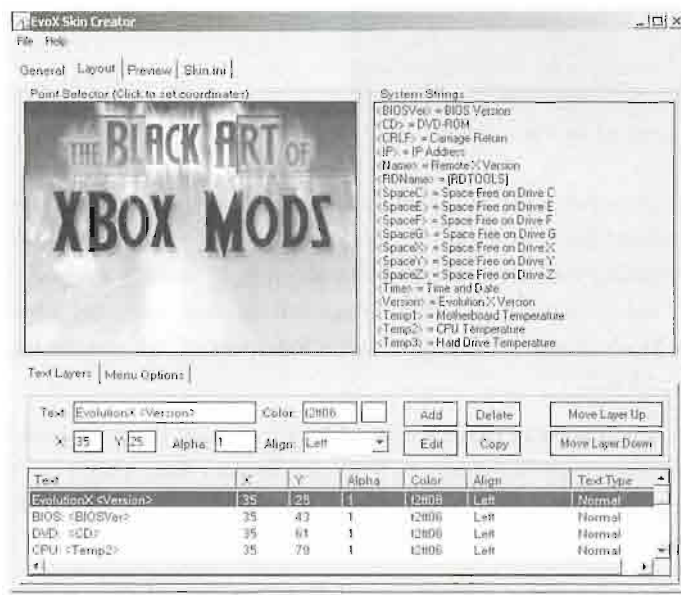 EvoX Skin Creator
File Help
General Layout Preview Skin.ini
Point Selector (Click to set coordinates)
THE BLACK ART OF
XBOX MODS
System Strings
<BIOSVer> = BIOS Version
<CD> = DVD-ROM
<CRLF> = Carriage Return
<IP> = IP Address
<Name> = Remote X Version
<RDName> = [RDTOOLS]
<SpaceC> = Space Free on Drive C
<SpaceE> = Space Free on Drive E
<SpaceF> = Space Free on Drive F
<SpaceG> = Space Free on Drive G
<SpaceX> = Space Free on Drive X
<SpaceY> = Space Free on Drive Y
<SpaceZ> = Space Free on Drive Z
<Time> = Time and Date
<Version> = Evolution X Version
<Temp1> = Motherboard Temperature
<Temp2> = CPU Temperature
<Temp3> = Hard Drive Temperature
Text Layers Menu Options
Text: EvolutionX <Version> Color: f2ff06 Add Delete Move Layer Up
X: 35 Y: 25 Alpha: 1 Align: Left Edit Copy Move Layer Down
Text X Y Alpha Color Align Text Type
EvolutionX <Version> 35 25 1 f2ff06 Left Normal
BIOS: <BIOSVer> 35 43 1 f2ff06 Left Normal
DVD: <CD> 35 61 1 f2ff06 Left Normal
CPU: <Temp2> 35 79 1 f2ff06 Left Normal